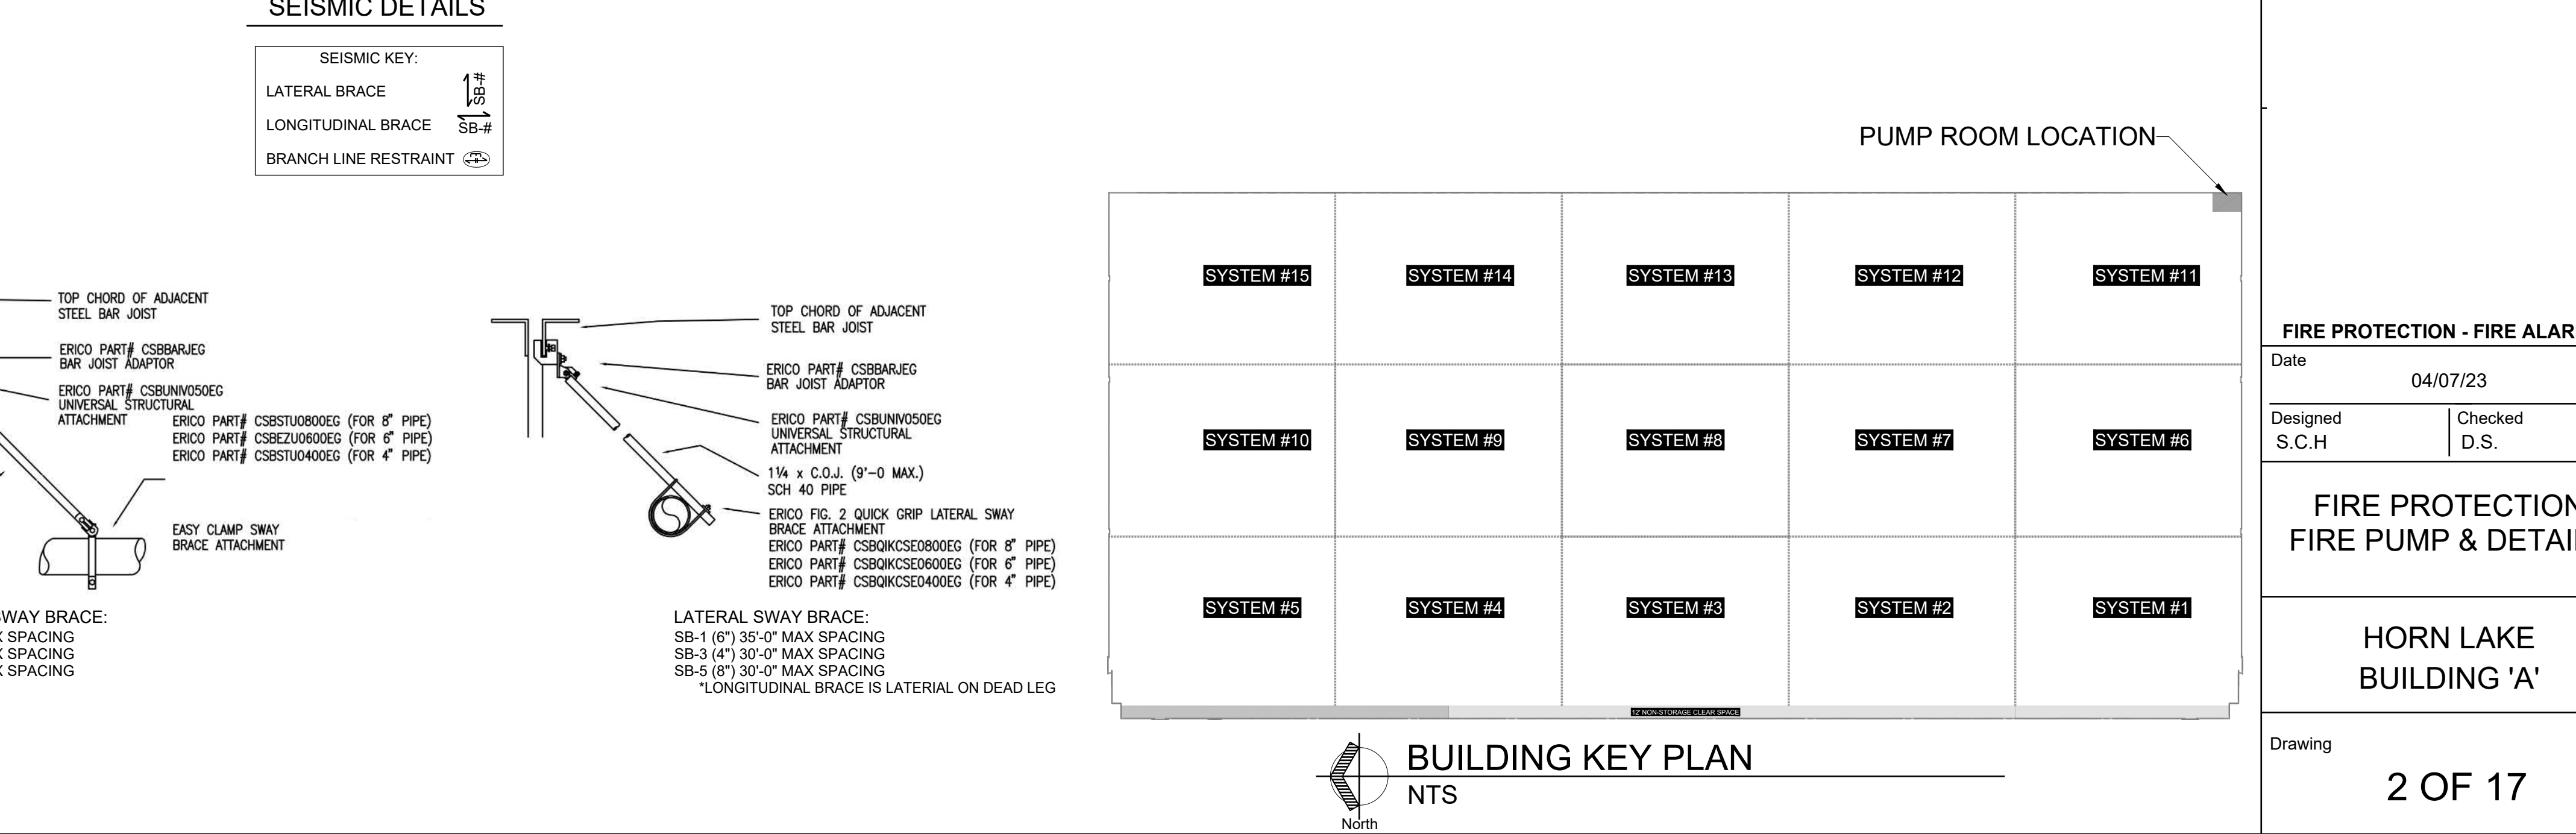 SEISMIC DETAILS
SEISMIC KEY:
LATERAL BRACE
SB-#
LONGITUDINAL BRACE
SB-#
BRANCH LINE RESTRAINT
TOP CHORD OF ADJACENT
STEEL BAR JOIST
ERICO PART# CSBBARJEG
BAR JOIST ADAPTOR
ERICO PART# CSBUNIV050EG
UNIVERSAL STRUCTURAL
ATTACHMENT
ERICO PART# CSBSTU0800EG (FOR 8" PIPE)
ERICO PART# CSBEZU0600EG (FOR 6" PIPE)
ERICO PART# CSBSTU0400EG (FOR 4" PIPE)
EASY CLAMP SWAY
BRACE ATTACHMENT
SWAY BRACE:
X SPACING
X SPACING
X SPACING
TOP CHORD OF ADJACENT
STEEL BAR JOIST
ERICO PART# CSBBARJEG
BAR JOIST ADAPTOR
ERICO PART# CSBUNIV050EG
UNIVERSAL STRUCTURAL
ATTACHMENT
1¼ x C.O.J. (9'-0 MAX.)
SCH 40 PIPE
ERICO FIG. 2 QUICK GRIP LATERAL SWAY
BRACE ATTACHMENT
ERICO PART# CSBQIKCSE0800EG (FOR 8" PIPE)
ERICO PART# CSBQIKCSE0600EG (FOR 6" PIPE)
ERICO PART# CSBQIKCSE0400EG (FOR 4" PIPE)
LATERAL SWAY BRACE:
SB-1 (6") 35'-0" MAX SPACING
SB-3 (4") 30'-0" MAX SPACING
SB-5 (8") 30'-0" MAX SPACING
*LONGITUDINAL BRACE IS LATERIAL ON DEAD LEG
PUMP ROOM LOCATION
SYSTEM #15
SYSTEM #14
SYSTEM #13
SYSTEM #12
SYSTEM #11
SYSTEM #10
SYSTEM #9
SYSTEM #8
SYSTEM #7
SYSTEM #6
SYSTEM #5
SYSTEM #4
SYSTEM #3
SYSTEM #2
SYSTEM #1
12' NON-STORAGE CLEAR SPACE
BUILDING KEY PLAN
NTS
North
FIRE PROTECTION - FIRE ALAR
Date
04/07/23
Designed
S.C.H
Checked
D.S.
FIRE PROTECTION
FIRE PUMP & DETAI
HORN LAKE
BUILDING 'A'
Drawing
2 OF 17